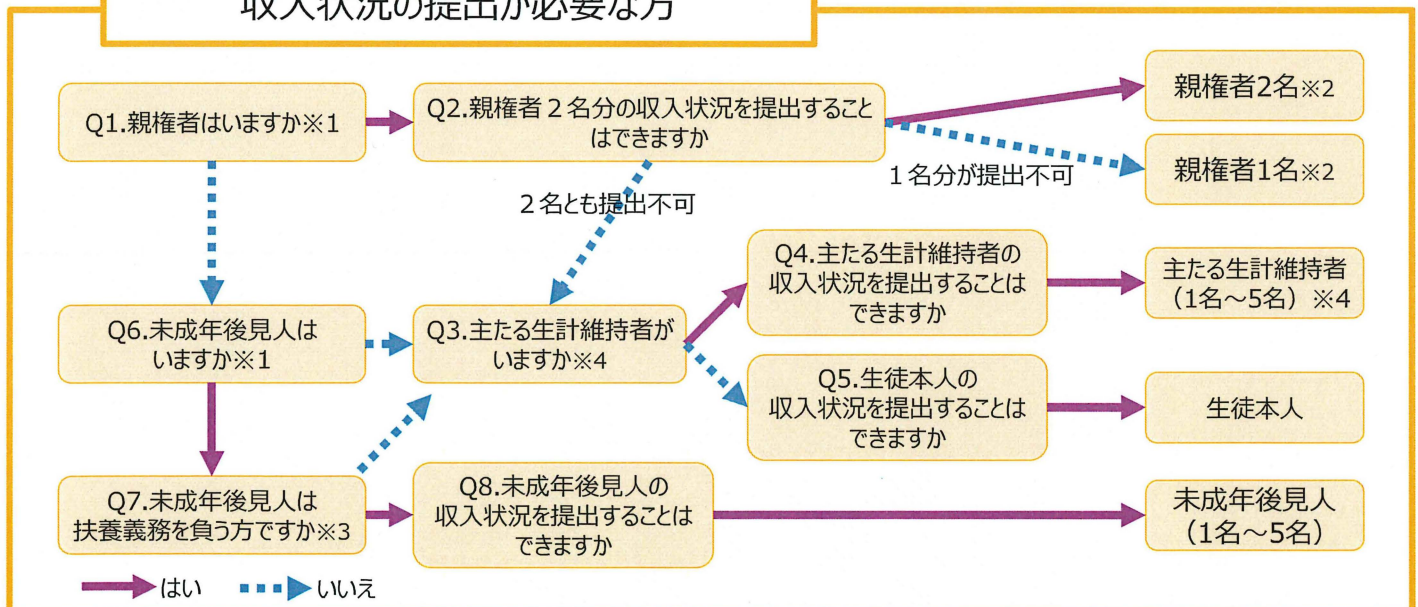 収入状況の提出が必要な方
Q1.親権者はいますか※1
Q2.親権者２名分の収入状況を提出すること
はできますか
親権者2名※2
親権者1名※2
１名分が提出不可
２名とも提出不可
Q6.未成年後見人は
いますか※1
Q3.主たる生計維持者が
いますか※4
Q4.主たる生計維持者の
収入状況を提出することは
できますか
主たる生計維持者
（1名～5名）※4
Q5.生徒本人の
収入状況を提出することは
できますか
生徒本人
Q7.未成年後見人は
扶養義務を負う方ですか※3
Q8.未成年後見人の
収入状況を提出することは
できますか
未成年後見人
（1名～5名）
はい
いいえ